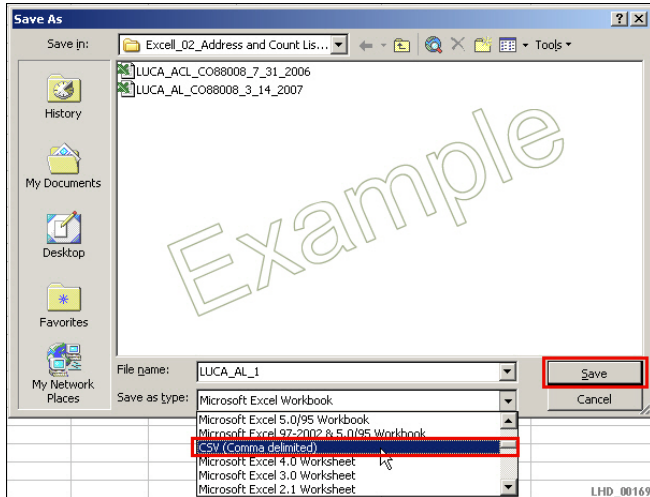 Save As
Save in:
Excell_02_Address and Count Lis...
Tools
LUCA_ACL_CO88008_7_31_2006
LUCA_AL_CO88008_3_14_2007
History
My Documents
Desktop
Favorites
My Network
Places
Example
File name:
LUCA_AL_1
Save
Save as type:
Microsoft Excel Workbook
Cancel
Microsoft Excel 5.0/95 Workbook
Microsoft Excel 97-2002 & 5.0/95 Workbook
CSV (Comma delimited)
Microsoft Excel 4.0 Worksheet
Microsoft Excel 3.0 Worksheet
Microsoft Excel 2.1 Worksheet
LHD_00169